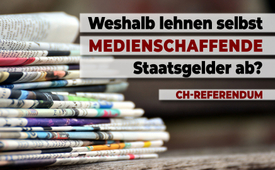 Weshalb lehnen selbst
MEDIENSCHAFFENDE
Staatsgelder ab?
CH-REFERENDUM